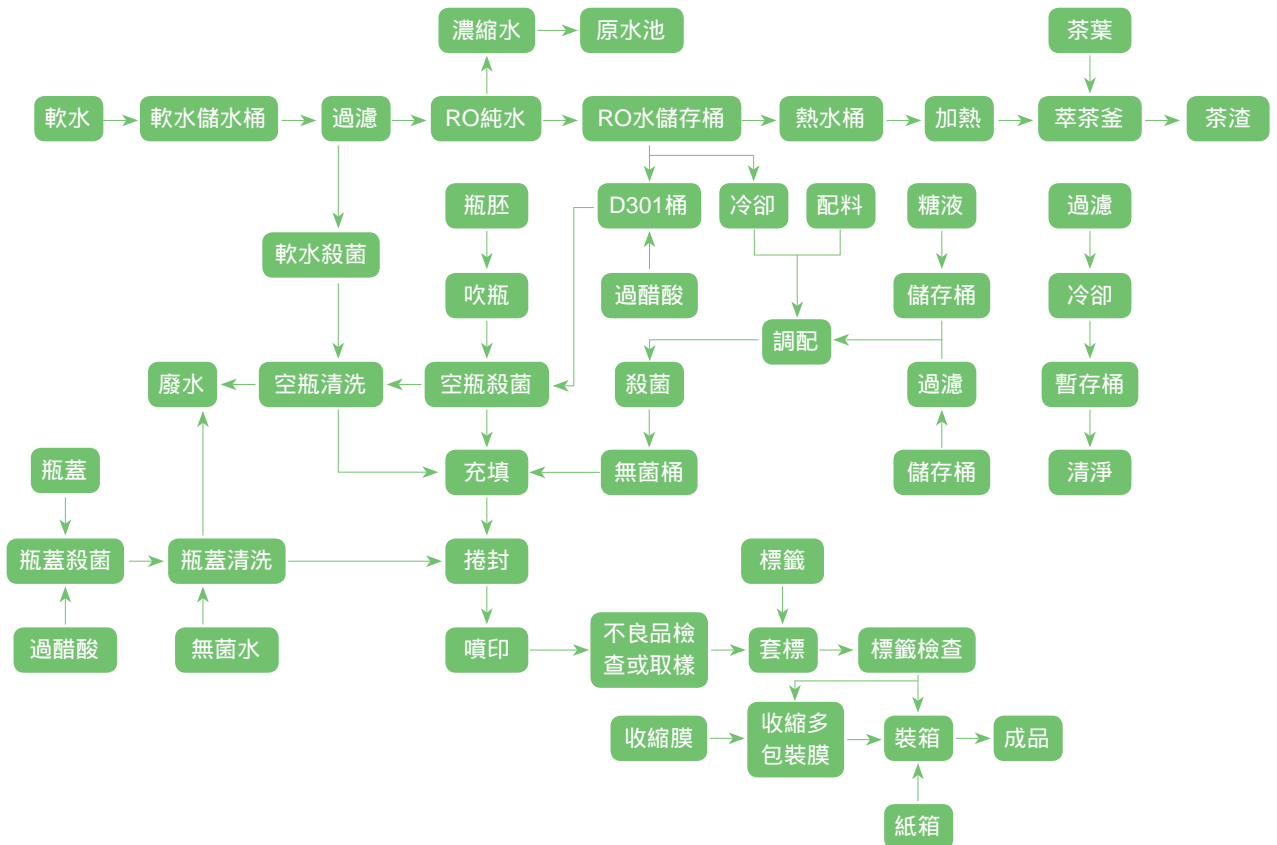 濃縮水
原水池
茶葉
軟水
軟水儲水桶
過濾
RO純水
RO水儲存桶
熱水桶
加熱
萃茶釜
茶渣
瓶胚
D301桶
冷卻
配料
糖液
過濾
軟水殺菌
吹瓶
過醋酸
儲存桶
冷卻
調配
廢水
空瓶清洗
空瓶殺菌
殺菌
過濾
暫存桶
瓶蓋
充填
無菌桶
儲存桶
清淨
瓶蓋殺菌
瓶蓋清洗
捲封
標籤
過醋酸
無菌水
噴印
不良品檢
查或取樣
套標
標籤檢查
收縮膜
收縮多
包裝膜
裝箱
成品
紙箱